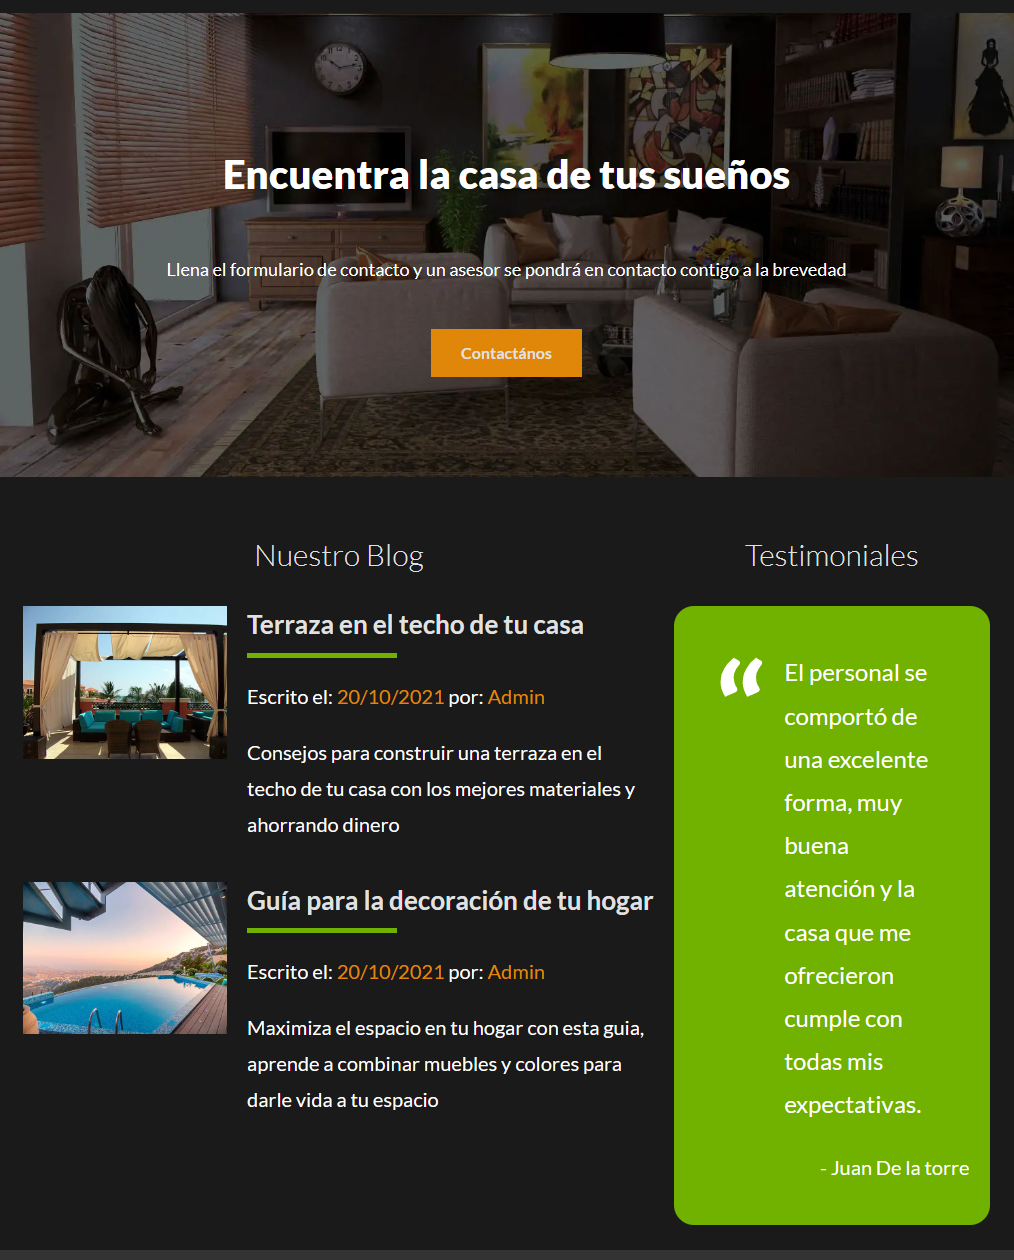 Encuentra la casa de tus sueños
Llena el formulario de contacto y un asesor se pondrá en contacto contigo a la brevedad
Contactános
Nuestro Blog
Terraza en el techo de tu casa
Escrito el: 20/10/2021 por: Admin
Consejos para construir una terraza en el
techo de tu casa con los mejores materiales y
ahorrando dinero
Guía para la decoración de tu hogar
Escrito el: 20/10/2021 por: Admin
Maximiza el espacio en tu hogar con esta guia,
aprende a combinar muebles y colores para
darle vida a tu espacio
Testimoniales
“ El personal se
comportó de
una excelente
forma, muy
buena
atención y la
casa que me
ofrecieron
cumple con
todas mis
expectativas.
- Juan De la torre